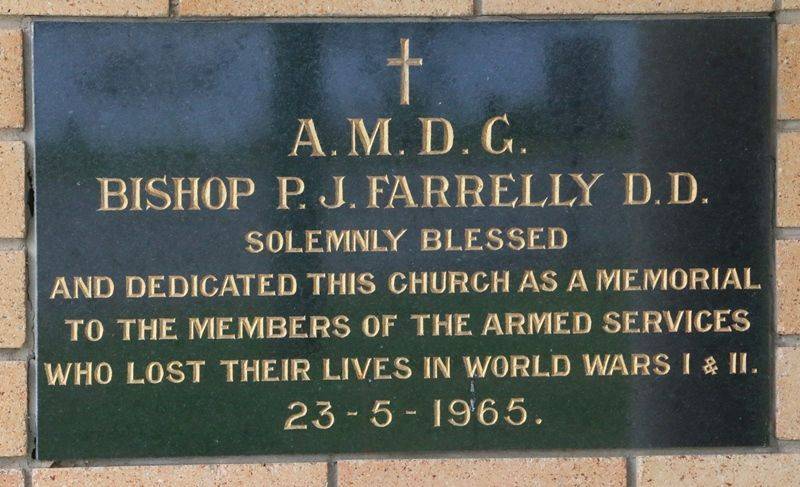 A.M.D.G.
BISHOP P.J. FARRELLY D.D.
SOLEMNLY BLESSED
AND DEDICATED THIS CHURCH AS A MEMORIAL
TO THE MEMBERS OF THE ARMED SERVICES
WHO LOST THEIR LIVES IN WORLD WARS I & II.
23-5-1965.